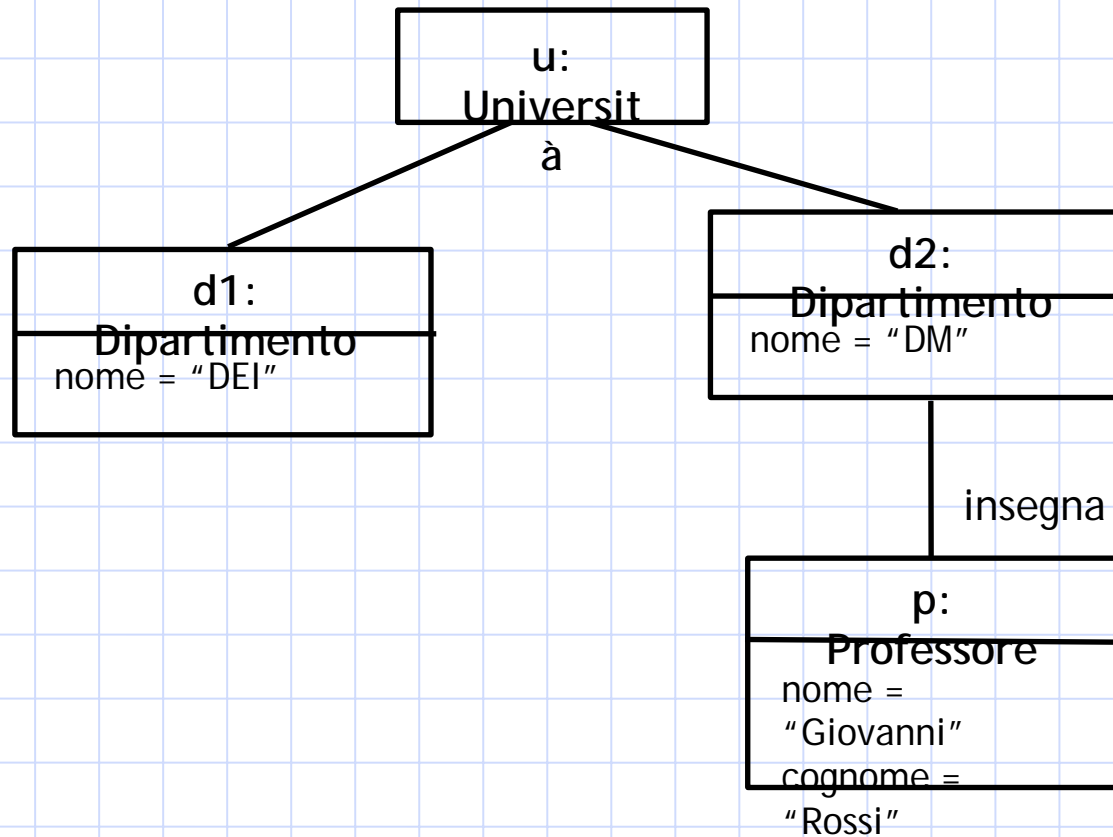 u:
Universit
à
d1:
Dipartimento
nome = “DEI”
d2:
Dipartimento
nome = “DM”
insegna
p:
Professore
nome =
“Giovanni”
cognome =
“Rossi”